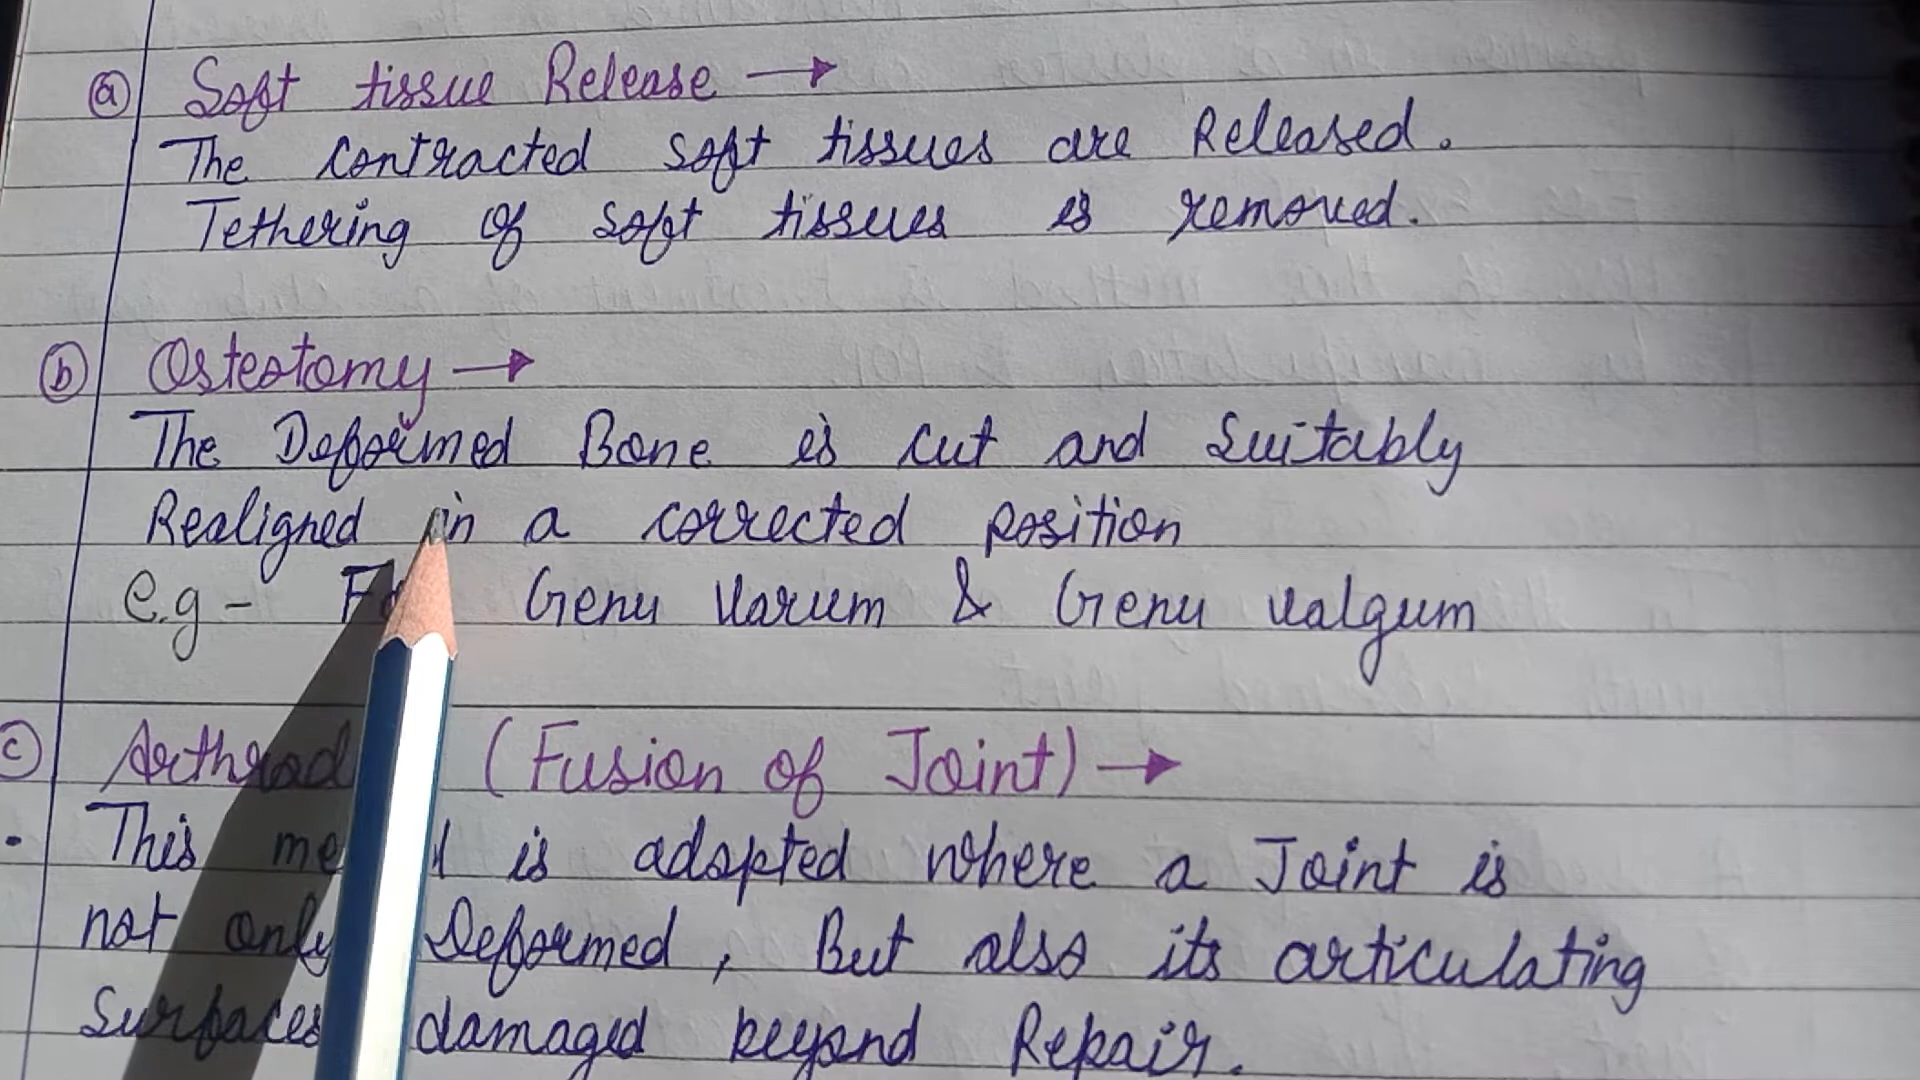 (a) Soft tissue Release →
The contracted soft tissues are Released.
Tethering of soft tissues is removed.
(b) Osteotomy →
The Deformed Bone is cut and Suitably
Realigned in a corrected position
e.g - Genu Varum & Genu valgum
(c) (Fusion of Joint) →
• This is adopted where a Joint is
not only Deformed, But also its articulating
Surfaces damaged beyond Repair.